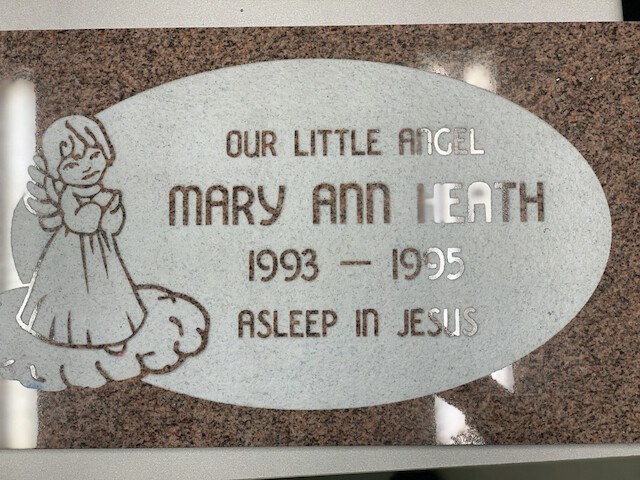 OUR LITTLE ANGEL
MARY ANN HEATH
1993 — 1995
ASLEEP IN JESUS